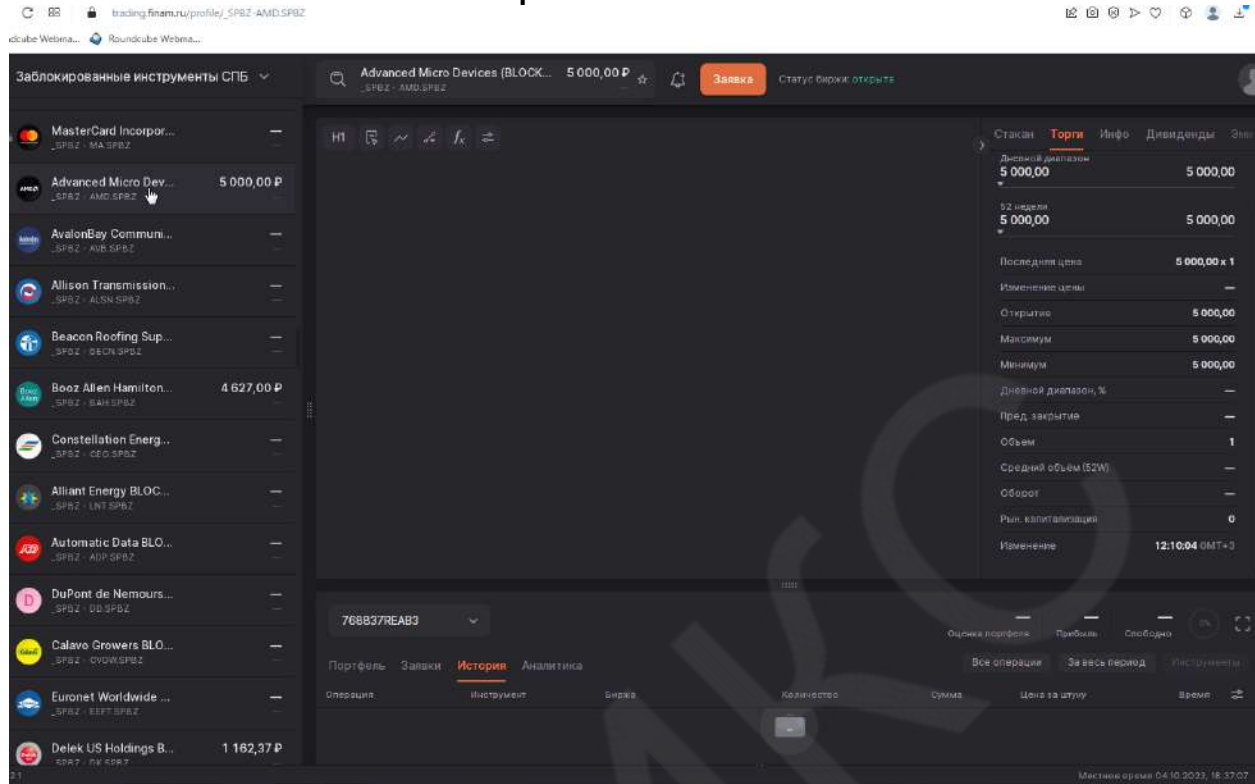 trading.finam.ru/profile/_SPBZ-AMD.SPBZ
Roundcube Webma...
Заблокированные инструменты СПБ
Advanced Micro Devices (BLOCK... 5 000,00 ₽
_SPBZ - AMD.SPBZ
Заявка
Статус биржи: открыта
MasterCard Incorpor... —
_SPBZ - MA.SPBZ
Advanced Micro Dev... 5 000,00 ₽
_SPBZ - AMD.SPBZ
AvalonBay Communi... —
_SPBZ - AVB.SPBZ
Allison Transmission... —
_SPBZ - ALSN.SPBZ
Beacon Roofing Sup... —
_SPBZ - BECN.SPBZ
Booz Allen Hamilton... 4 627,00 ₽
_SPBZ - BAH.SPBZ
Constellation Energ... —
_SPBZ - CEG.SPBZ
Alliant Energy BLOC... —
_SPBZ - LNT.SPBZ
Automatic Data BLO... —
_SPBZ - ADP.SPBZ
DuPont de Nemours... —
_SPBZ - DD.SPBZ
Calavo Growers BLO... —
_SPBZ - CVGW.SPBZ
Euronet Worldwide ... —
_SPBZ - EEFT.SPBZ
Delek US Holdings B... 1 162,37 ₽
_SPBZ - DK.SPBZ
H1
Стакан Торги Инфо Дивиденды
Дневной диапазон
5 000,00 5 000,00
52 недели
5 000,00 5 000,00
Последняя цена 5 000,00 x 1
Изменение цены —
Открытие 5 000,00
Максимум 5 000,00
Минимум 5 000,00
Дневной диапазон, % —
Пред. закрытие —
Объем 1
Средний объём (52W) —
Оборот —
Рын. капитализация 0
Изменение 12:10:04 GMT+3
768837REAB3
Оценка портфеля Прибыль Свободно
Портфель Заявки История Аналитика
Все операции За весь период Инструменты
Операция Инструмент Биржа Количество Сумма Цена за штуку Время
Местное время 04.10.2023, 18:37:07